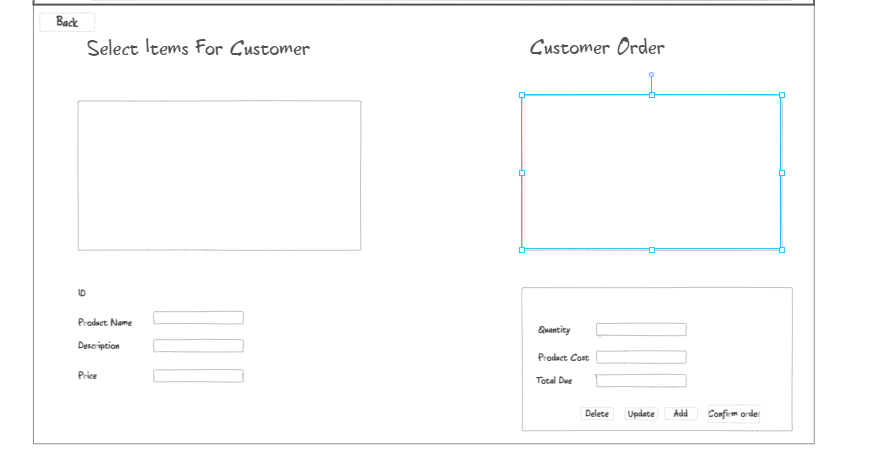 Back
Select Items For Customer
Customer Order
ID
Product Name
Description
Price
Quantity
Product Cost
Total Due
Delete
Update
Add
Confirm order